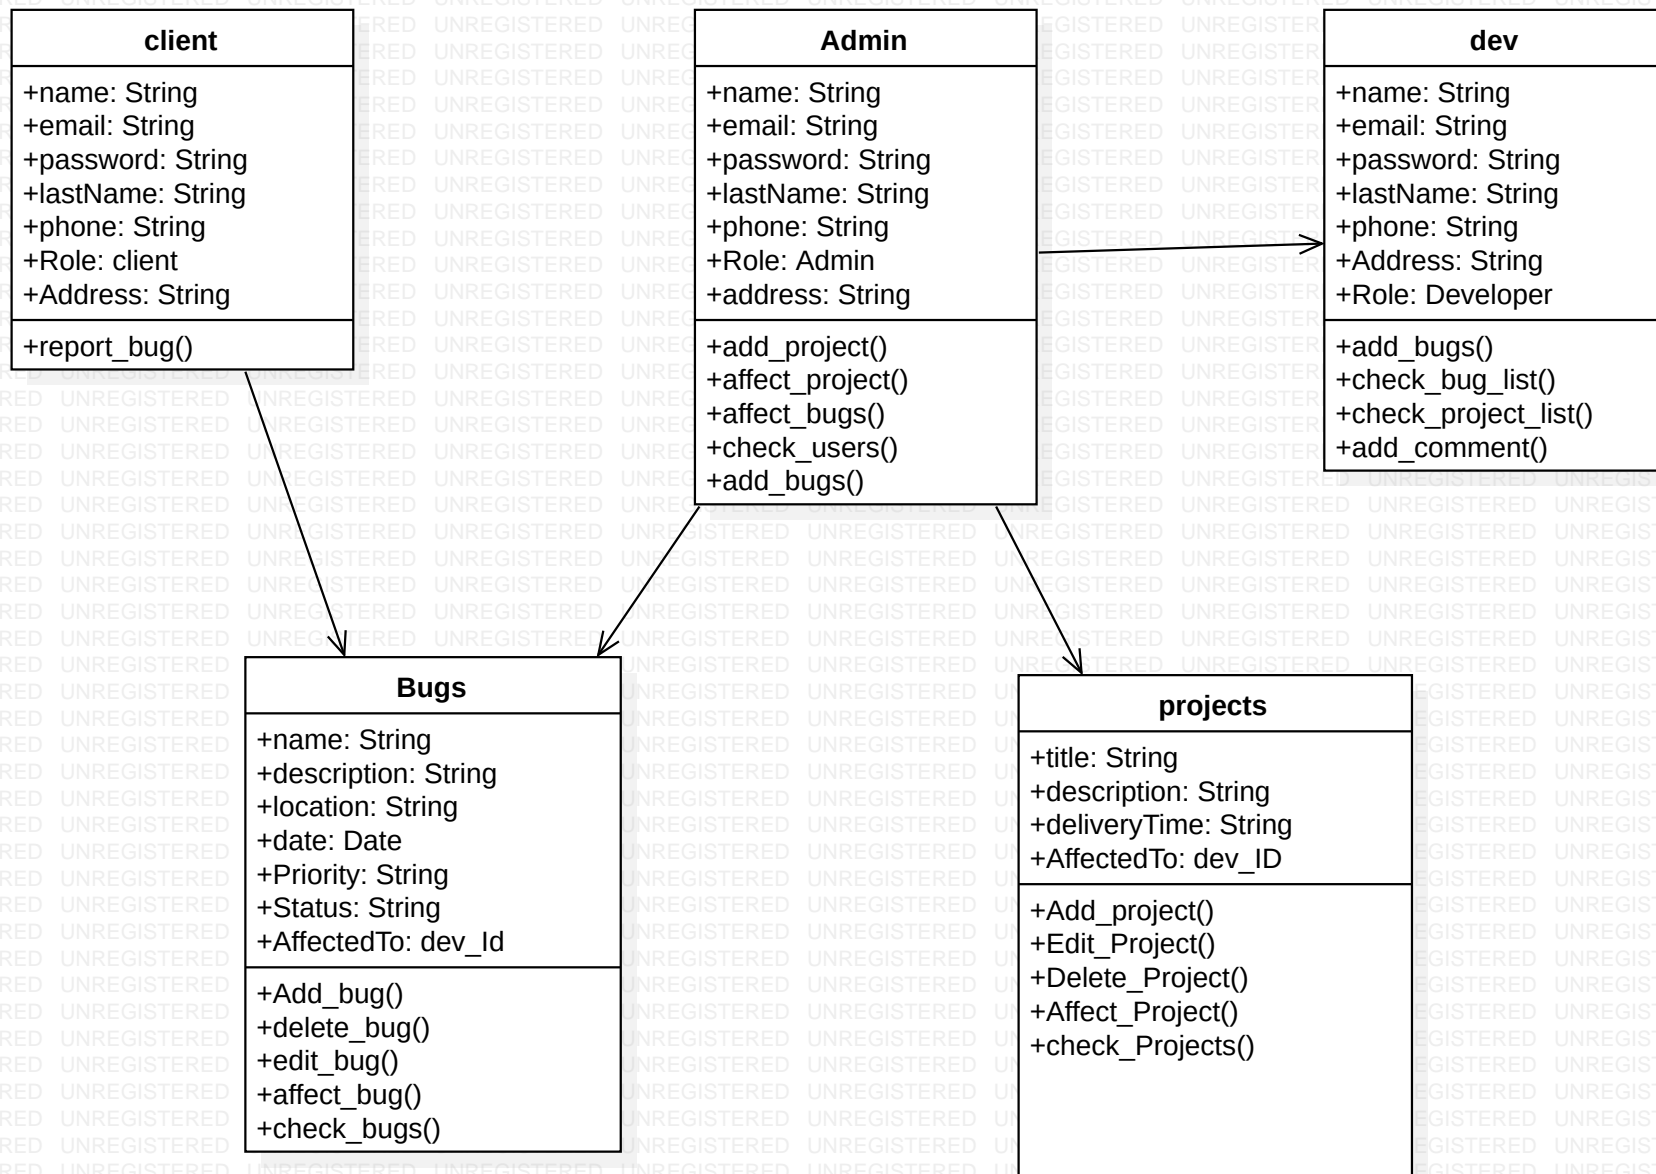 client
+name: String
+email: String
+password: String
+lastName: String
+phone: String
+Role: client
+Address: String
+report_bug()
Admin
+name: String
+email: String
+password: String
+lastName: String
+phone: String
+Role: Admin
+address: String
+add_project()
+affect_project()
+affect_bugs()
+check_users()
+add_bugs()
dev
+name: String
+email: String
+password: String
+lastName: String
+phone: String
+Address: String
+Role: Developer
+add_bugs()
+check_bug_list()
+check_project_list()
+add_comment()
Bugs
+name: String
+description: String
+location: String
+date: Date
+Priority: String
+Status: String
+AffectedTo: dev_Id
+Add_bug()
+delete_bug()
+edit_bug()
+affect_bug()
+check_bugs()
projects
+title: String
+description: String
+deliveryTime: String
+AffectedTo: dev_ID
+Add_project()
+Edit_Project()
+Delete_Project()
+Affect_Project()
+check_Projects()
UNREGISTERED